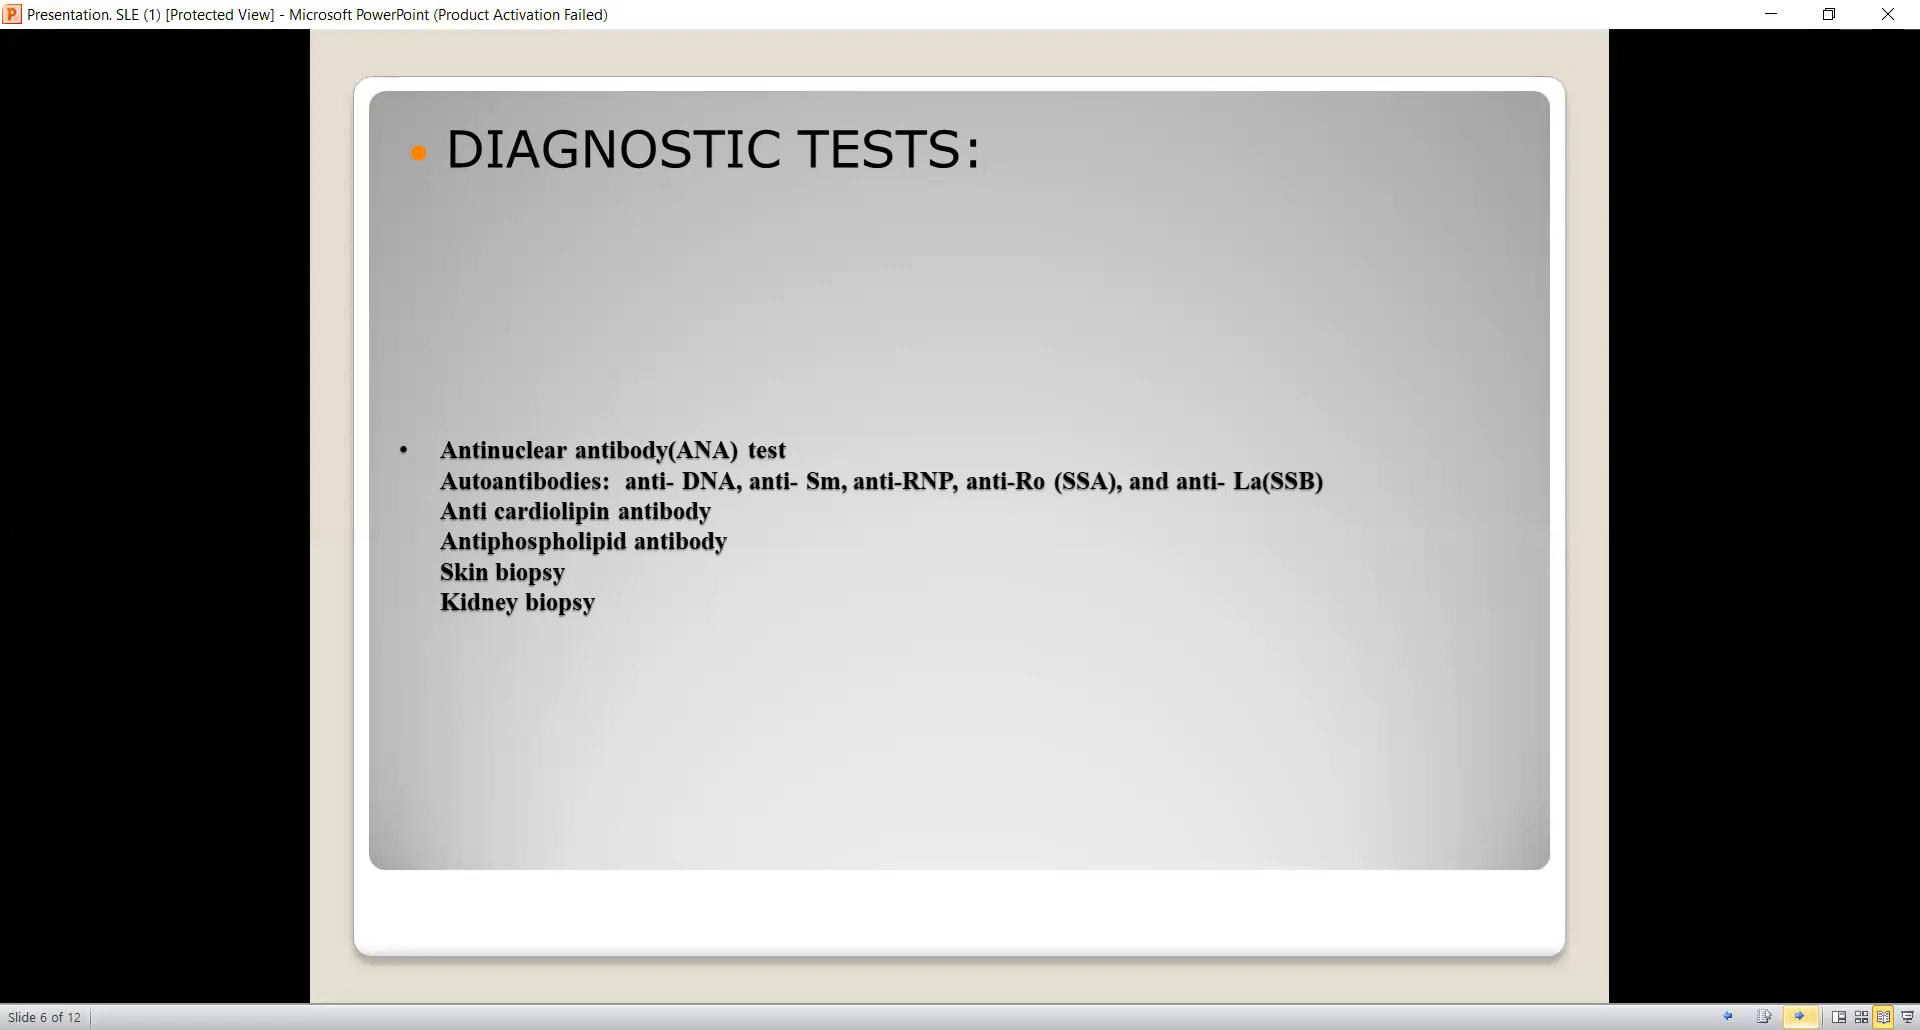 Presentation. SLE (1) [Protected View] - Microsoft PowerPoint (Product Activation Failed)
• DIAGNOSTIC TESTS:
• Antinuclear antibody(ANA) test
Autoantibodies: anti- DNA, anti- Sm, anti-RNP, anti-Ro (SSA), and anti- La(SSB)
Anti cardiolipin antibody
Antiphospholipid antibody
Skin biopsy
Kidney biopsy
Slide 6 of 12